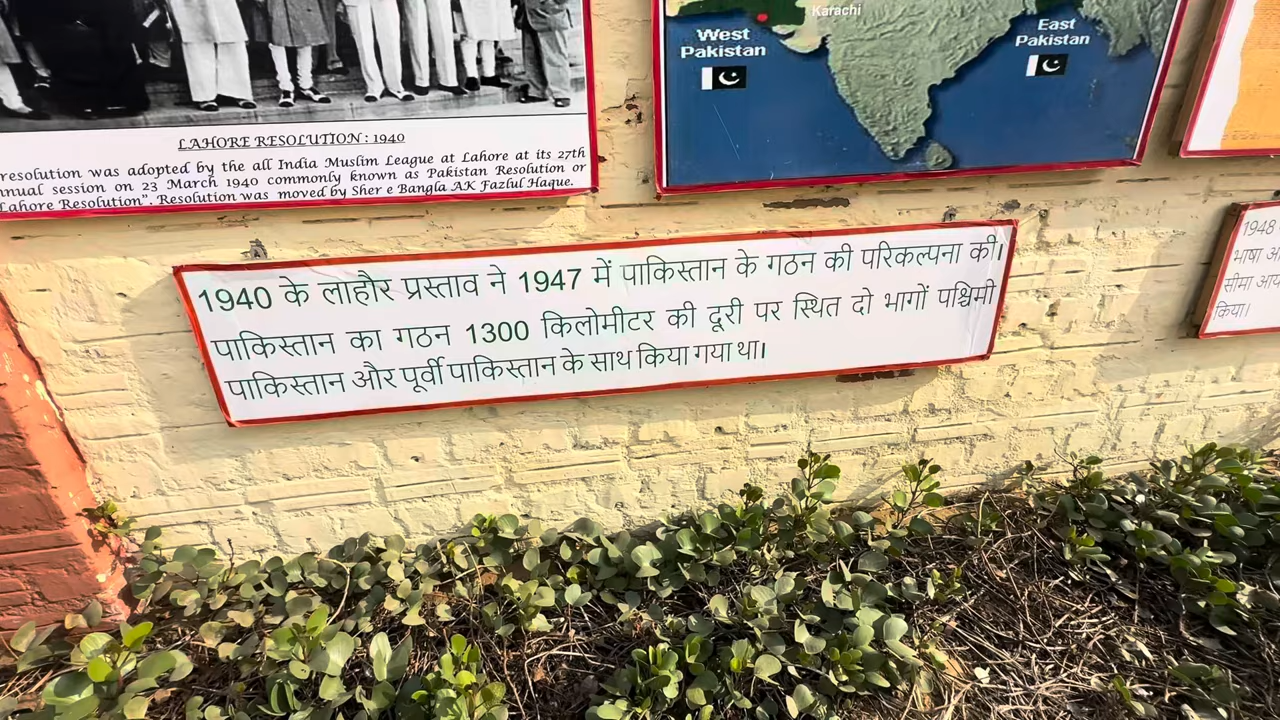 LAHORE RESOLUTION : 1940
resolution was adopted by the all India Muslim League at Lahore at its 27th
nnual session on 23 March 1940 commonly known as Pakistan Resolution or
Lahore Resolution". Resolution was moved by Sher e Bangla AK Fazlul Haque.
Karachi
West
Pakistan
East
Pakistan
1940 के लाहौर प्रस्ताव ने 1947 में पाकिस्तान के गठन की परिकल्पना की।
पाकिस्तान का गठन 1300 किलोमीटर की दूरी पर स्थित दो भागों पश्चिमी
पाकिस्तान और पूर्वी पाकिस्तान के साथ किया गया था।
1948
भाषा
सीमा
किया।